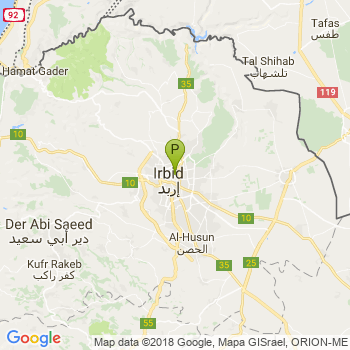 92
Tafas
طفس
Tal Shihab
تلشهاب
Hamat Gader
35
119
10
P
Irbid
إربد
10
10
Der Abi Saeed
دير أبي سعيد
Al-Husun
الحصن
Kufr Rakeb
كفر راكب
35
25
55
Google
Map data ©2018 Google, Mapa GISrael, ORION-ME